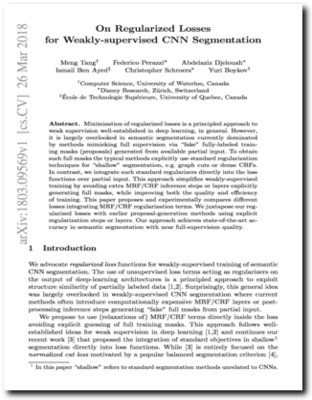 On Regularized Losses
for Weakly-supervised CNN Segmentation
Meng Tang† Federico Perazzi⋆ Abdelaziz Djelouah⋆
Ismail Ben Ayed‡ Christopher Schroers⋆ Yuri Boykov†
†Computer Science, University of Waterloo, Canada
⋆Disney Research, Zürich, Switzerland
‡École de Technologie Supérieure, University of Quebec, Canada
Abstract. Minimization of regularized losses is a principled approach to
weak supervision well-established in deep learning, in general. However,
it is largely overlooked in semantic segmentation currently dominated
by methods mimicking full supervision via "fake" fully-labeled train-
ing masks (proposals) generated from available partial input. To obtain
such full masks the typical methods explicitly use standard regularization
techniques for "shallow" segmentation, e.g. graph cuts or dense CRFs.
In contrast, we integrate such standard regularizers directly into the loss
functions over partial input. This approach simplifies weakly-supervised
training by avoiding extra MRF/CRF inference steps or layers explicitly
generating full masks, while improving both the quality and efficiency
of training. This paper proposes and experimentally compares different
losses integrating MRF/CRF regularization terms. We juxtapose our reg-
ularized losses with earlier proposal-generation methods using explicit
regularization steps or layers. Our approach achieves state-of-the-art ac-
curacy in semantic segmentation with near full-supervision quality.
1 Introduction
We advocate regularized loss functions for weakly-supervised training of semantic
CNN segmentation. The use of unsupervised loss terms acting as regularizers on
the output of deep-learning architectures is a principled approach to exploit
structure similarity of partially labeled data [1,2]. Surprisingly, this general idea
was largely overlooked in weakly-supervised CNN segmentation where current
methods often introduce computationally expensive MRF/CRF layers or post-
processing inference steps generating "fake" full masks from partial input.
We propose to use (relaxations of) MRF/CRF terms directly inside the loss
avoiding explicit guessing of full training masks. This approach follows well-
established ideas for weak supervision in deep learning [1,2] and continues our
recent work [3] that proposed the integration of standard objectives in shallow¹
segmentation directly into loss functions. While [3] is entirely focused on the
normalized cut loss motivated by a popular balanced segmentation criterion [4],
¹ In this paper "shallow" refers to standard segmentation methods unrelated to CNNs.
arXiv:1803.09569v1 [cs.CV] 26 Mar 2018